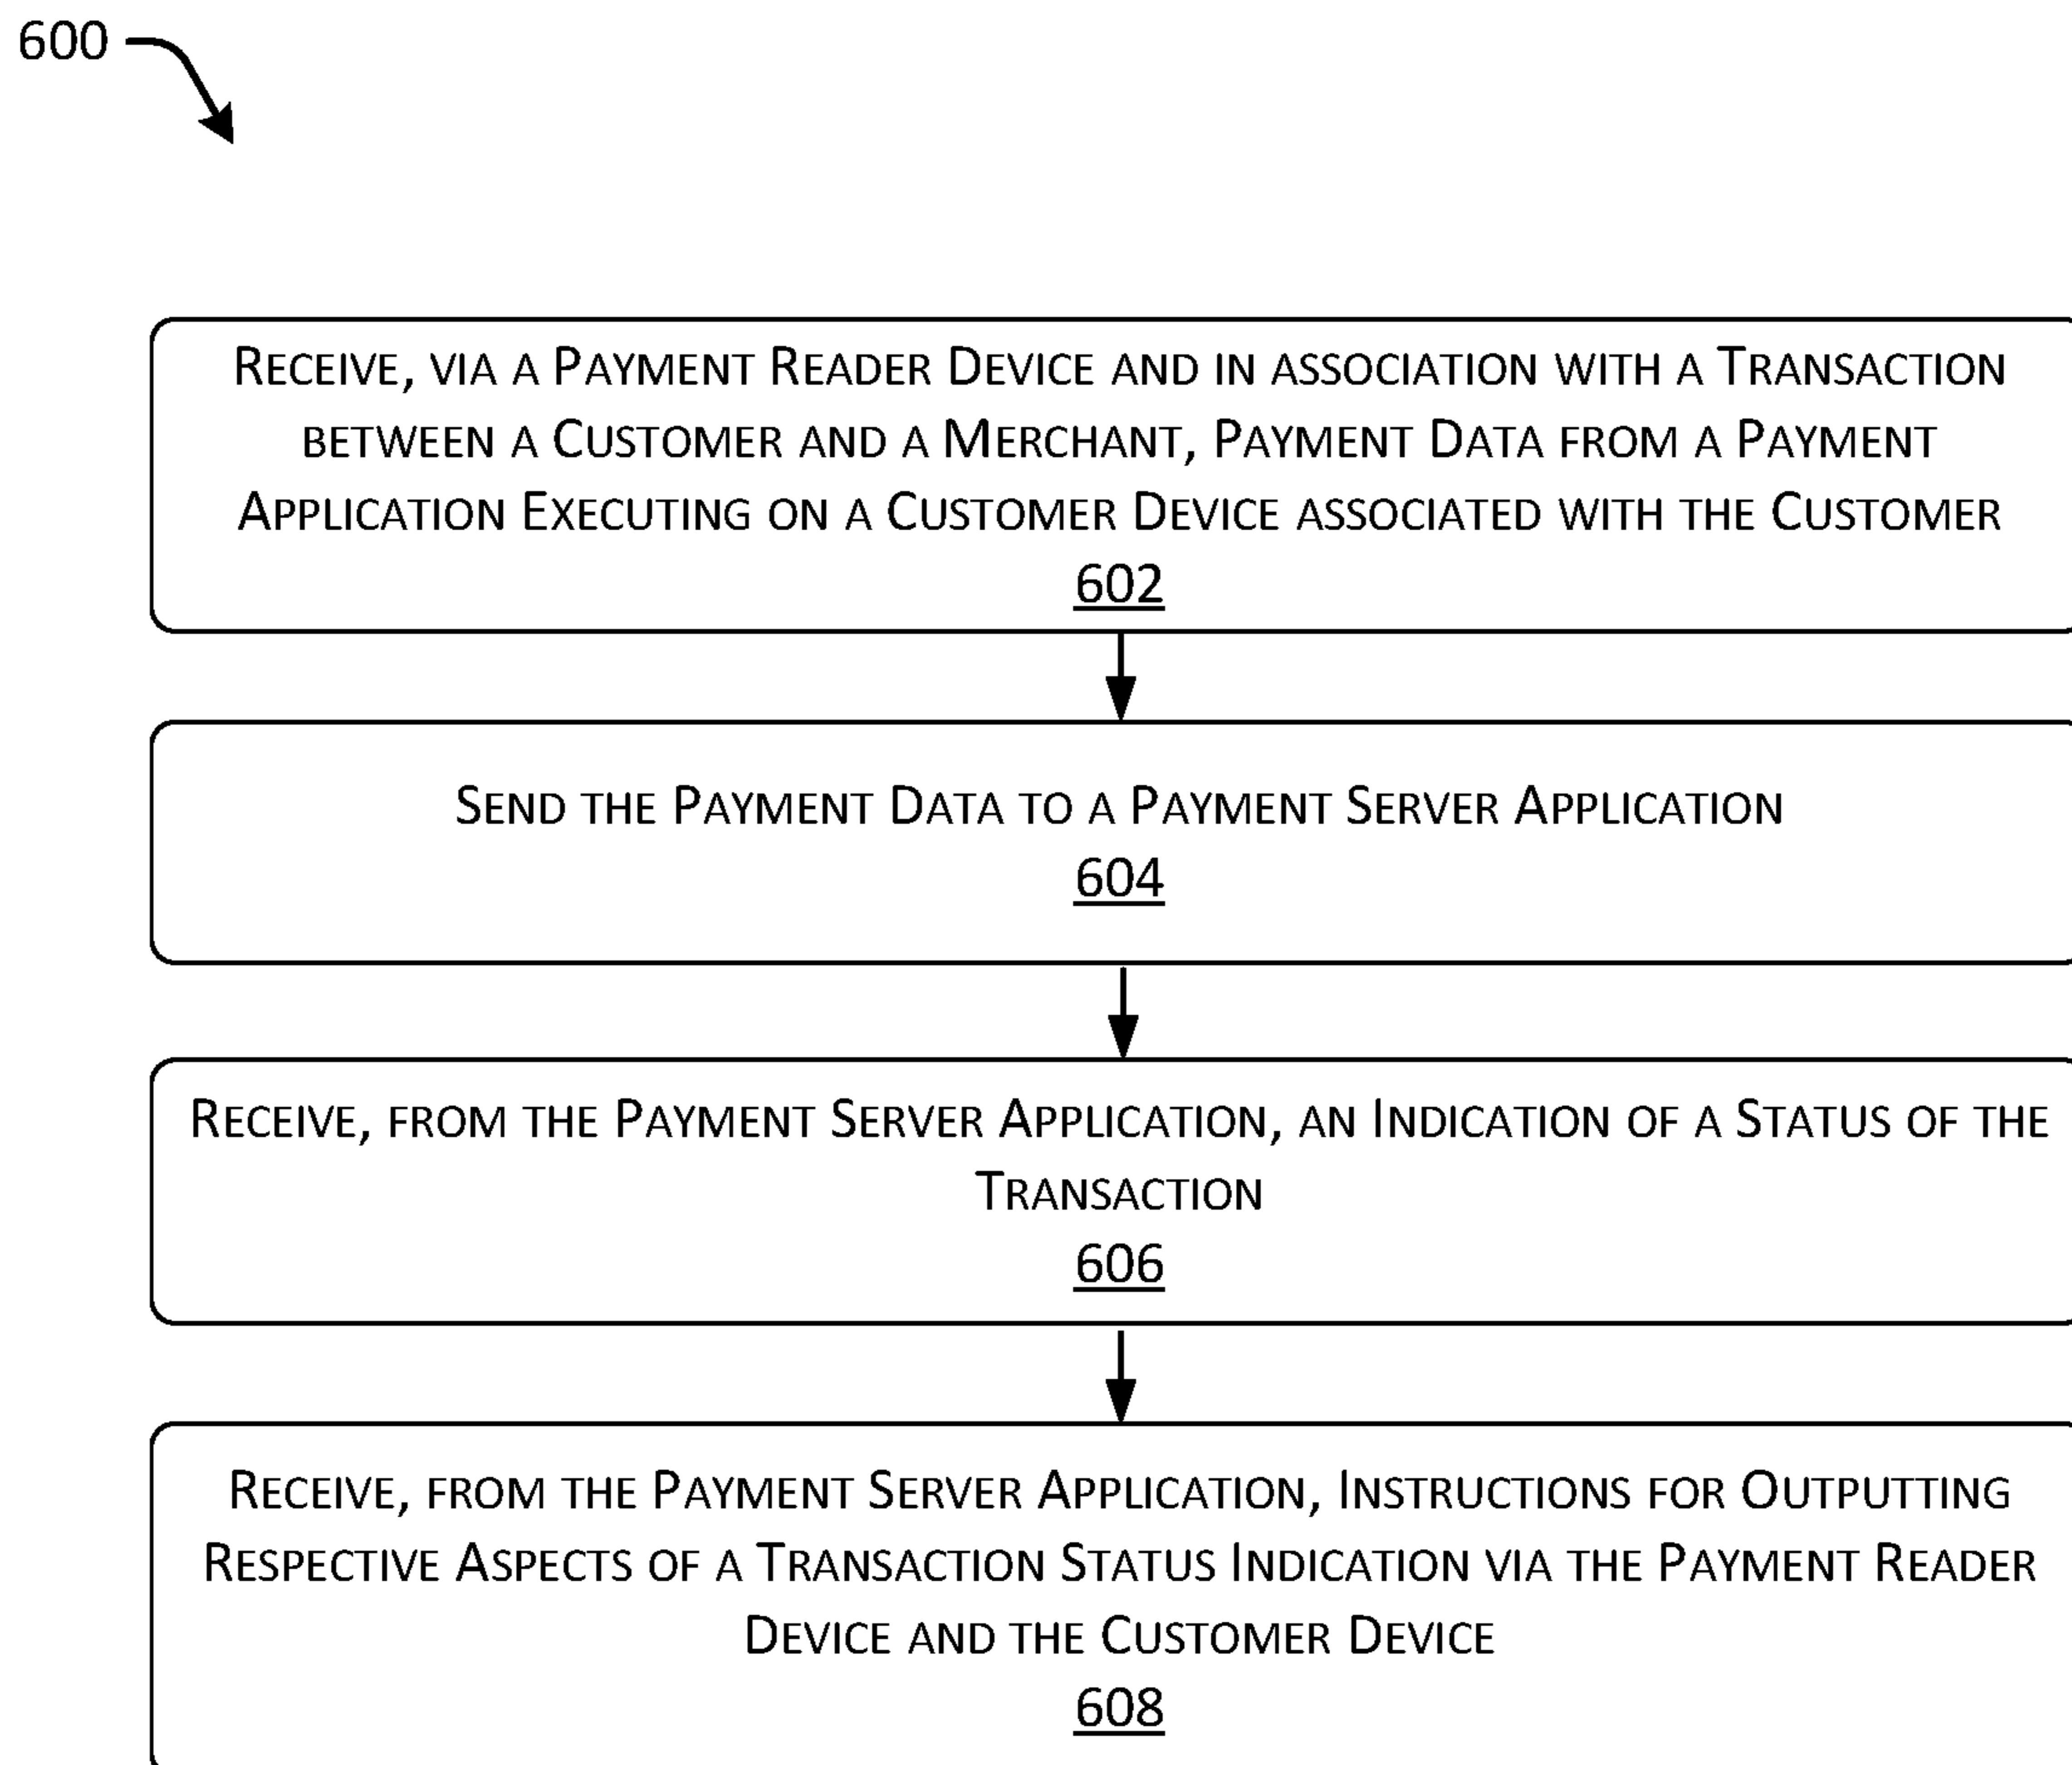 600
Receive, via a Payment Reader Device and in association with a Transaction
between a Customer and a Merchant, Payment Data from a Payment
Application Executing on a Customer Device associated with the Customer
602
Send the Payment Data to a Payment Server Application
604
Receive, from the Payment Server Application, an Indication of a Status of the
Transaction
606
Receive, from the Payment Server Application, Instructions for Outputting
Respective Aspects of a Transaction Status Indication via the Payment Reader
Device and the Customer Device
608